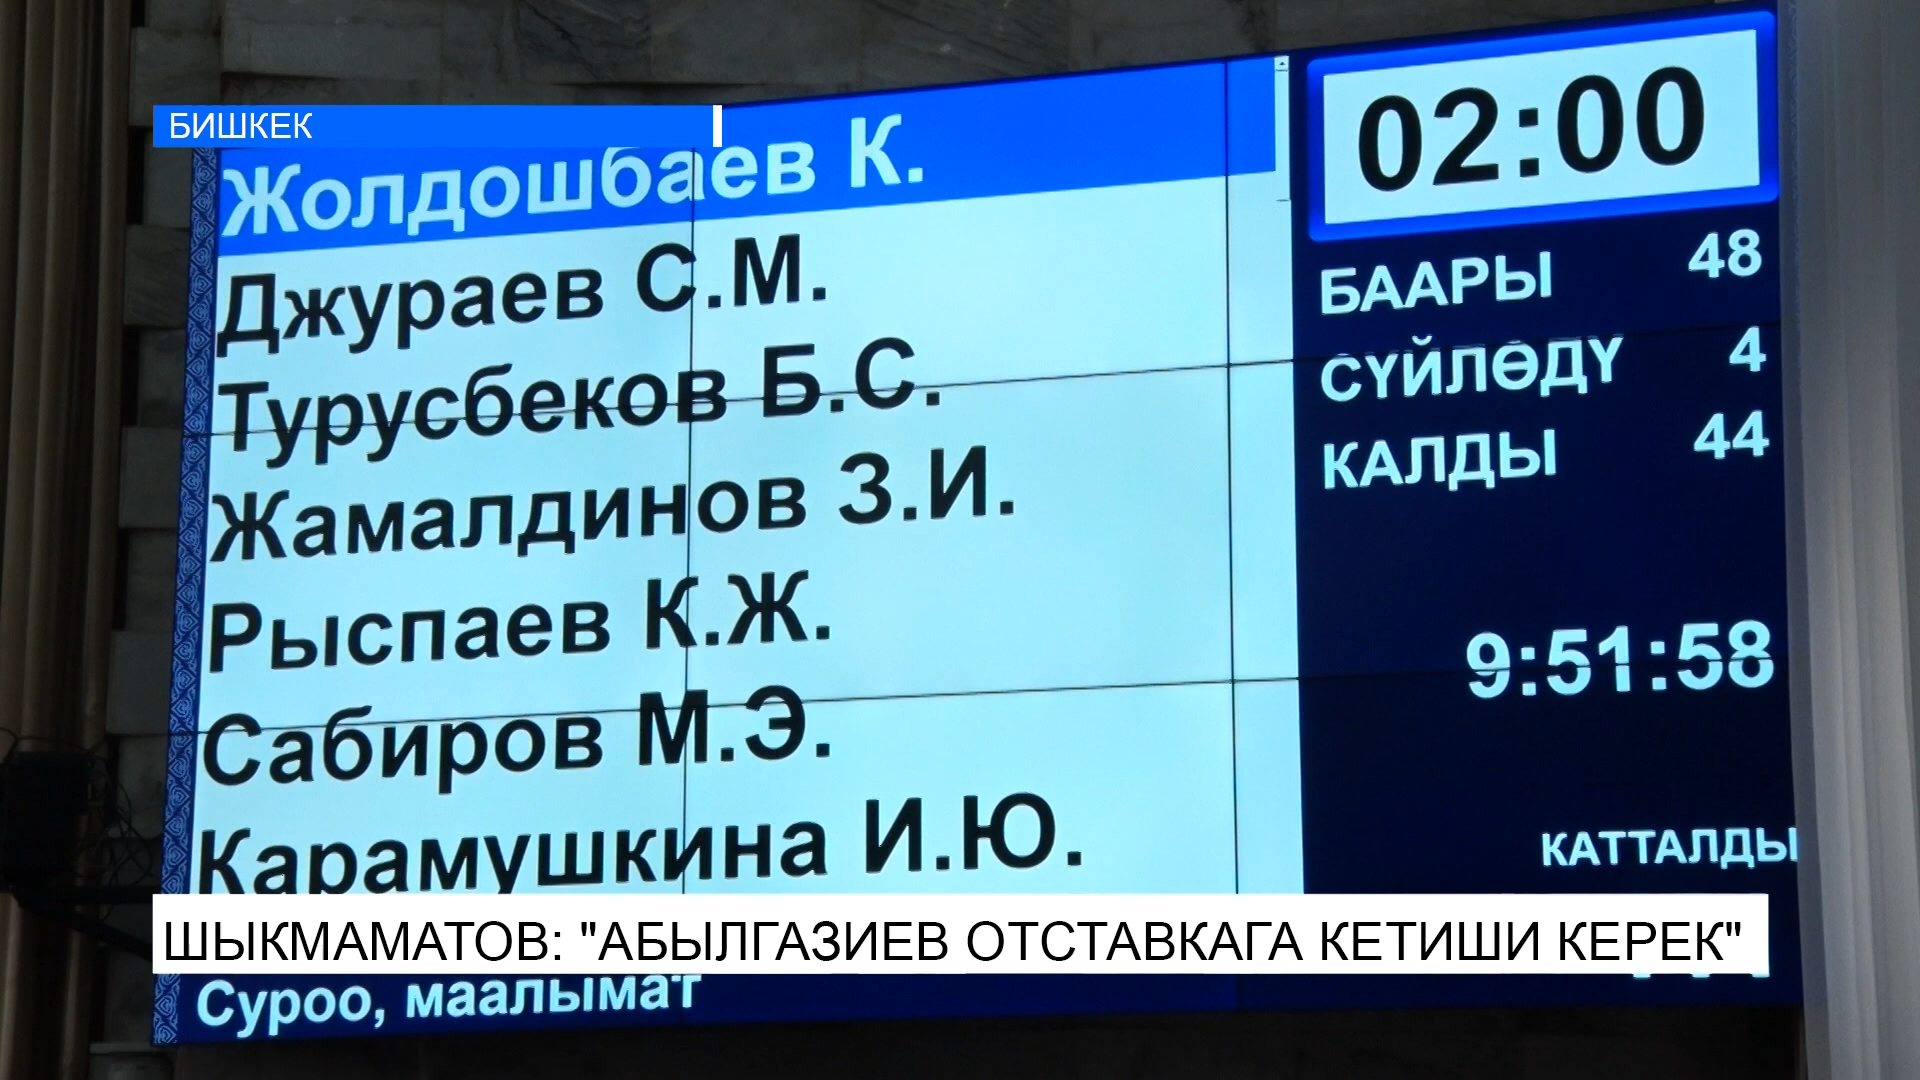 БИШКЕК
Жолдошбаев К.
Джураев С.М.
Турусбеков Б.С.
Жамалдинов З.И.
Рыспаев К.Ж.
Сабиров М.Э.
Карамушкина И.Ю.
02:00
БААРЫ 48
СҮЙЛӨДҮ 4
КАЛДЫ 44
9:51:58
КАТТАЛДЫ
ШЫКМАМАТОВ: "АБЫЛГАЗИЕВ ОТСТАВКАГА КЕТИШИ КЕРЕК"
Суроо, маалымат